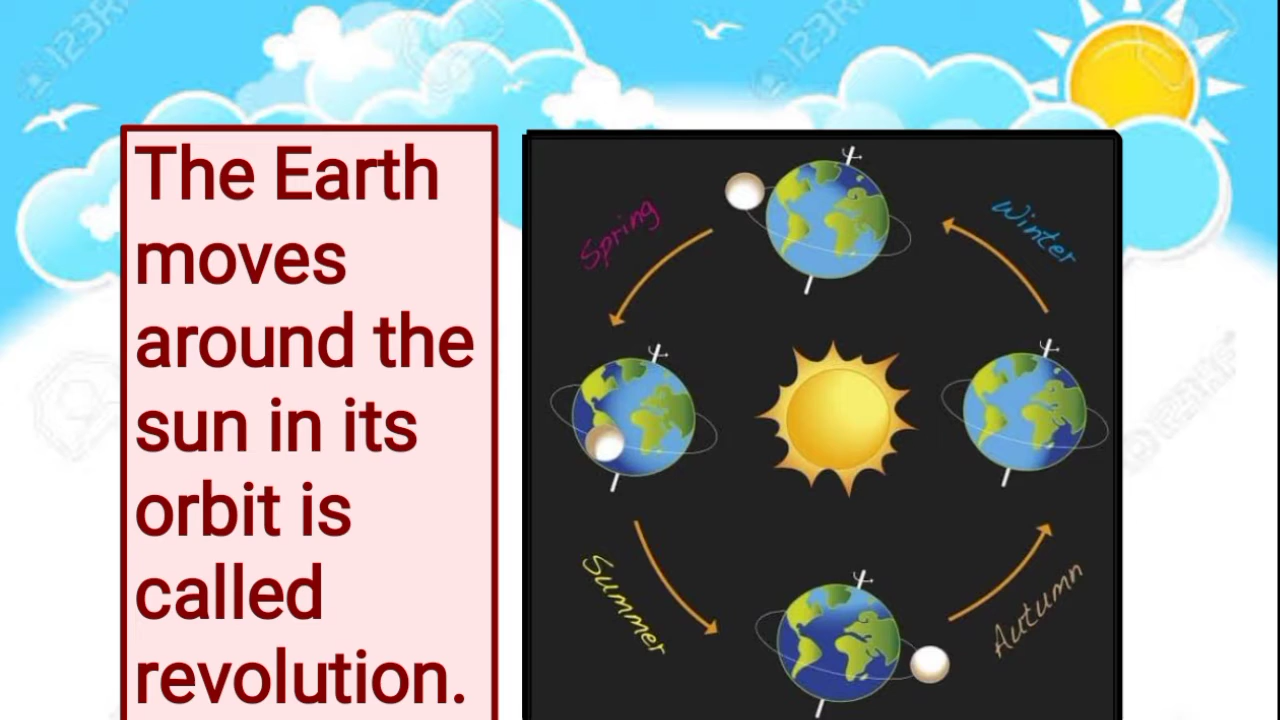 The Earth
moves
around the
sun in its
orbit is
called
revolution.
Spring
Winter
Summer
Autumn